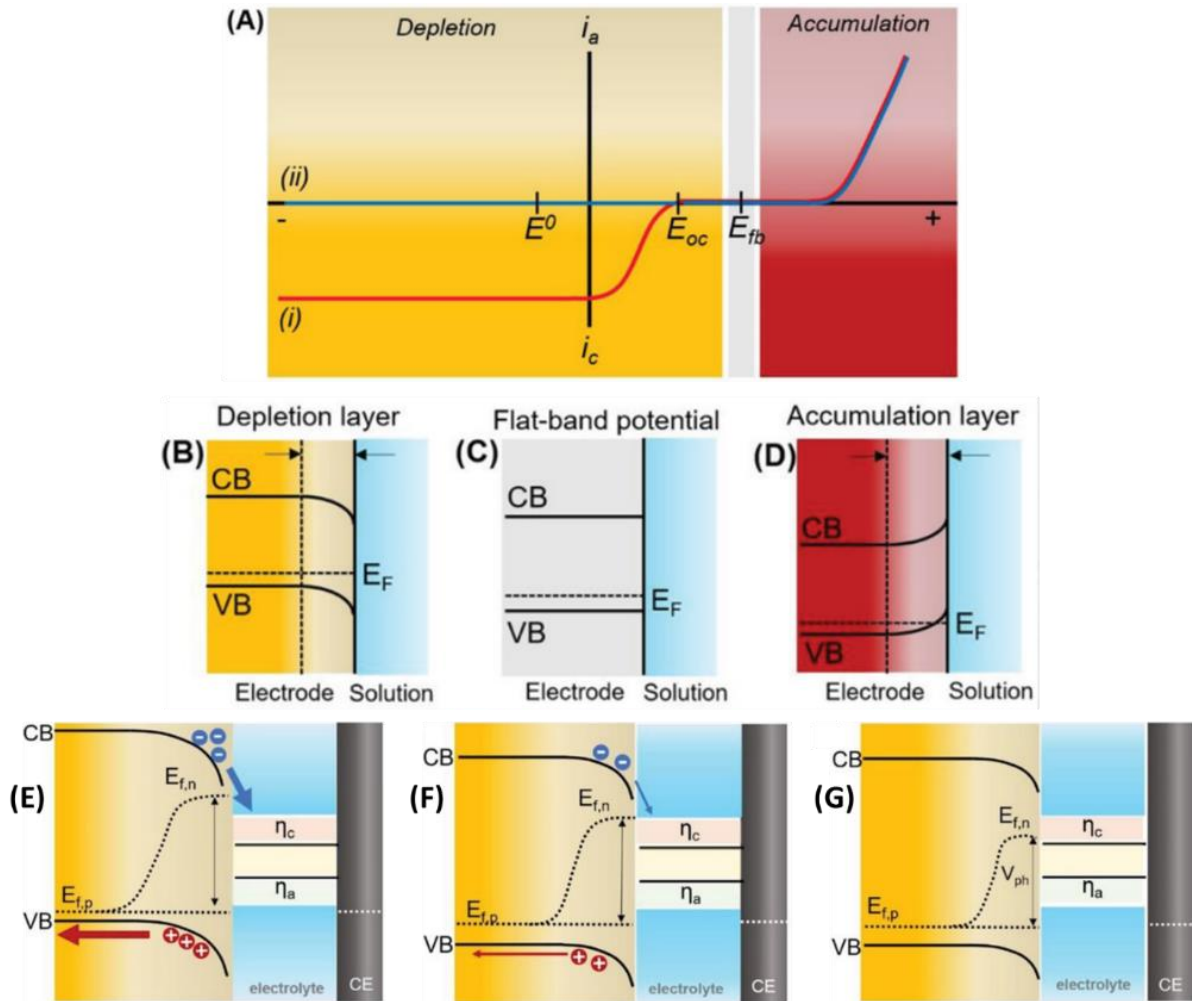 (A)
Depletion
Accumulation
i_a
(ii)
-
E^0
E_oc
E_fb
+
(i)
i_c
Depletion layer
Flat-band potential
Accumulation layer
(B)
(C)
(D)
CB
CB
CB
E_F
E_F
E_F
VB
VB
VB
Electrode Solution
Electrode Solution
Electrode Solution
(E)
CB
E_f,n
η_c
η_a
E_f,p
VB
electrolyte
CE
(F)
CB
E_f,n
η_c
η_a
E_f,p
VB
electrolyte
CE
(G)
CB
E_f,n
η_c
V_ph
η_a
E_f,p
VB
electrolyte
CE